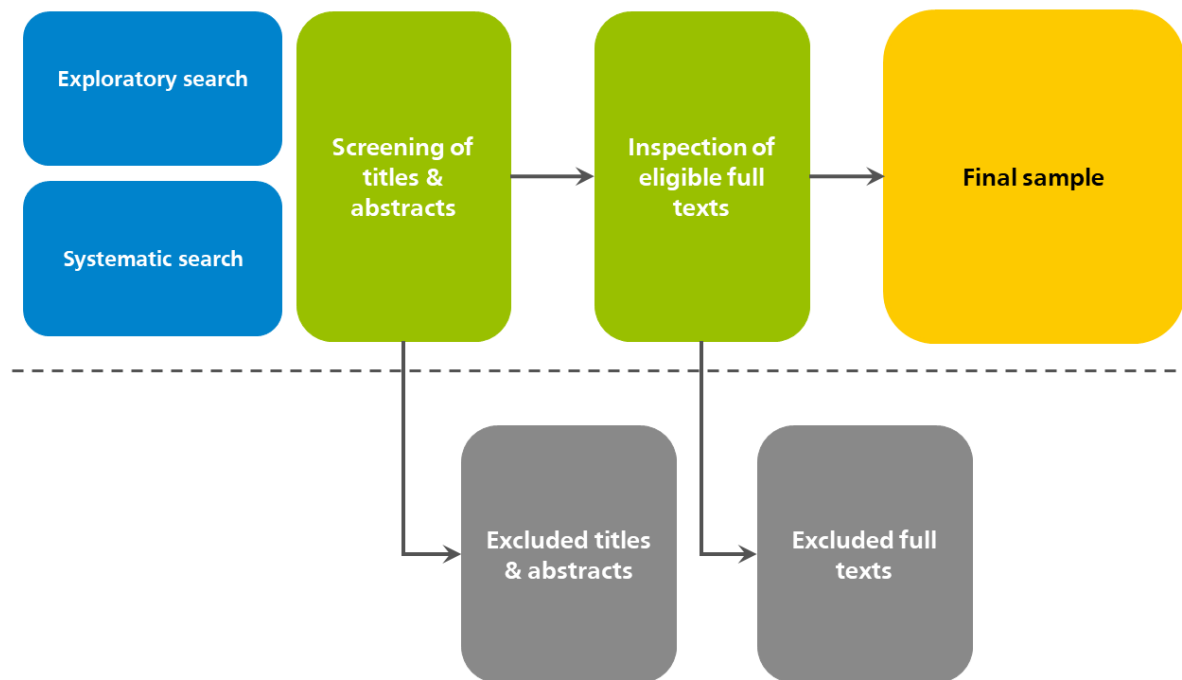 Exploratory search
Systematic search
Screening of
titles &
abstracts
Inspection of
eligible full
texts
Final sample
Excluded titles
& abstracts
Excluded full
texts